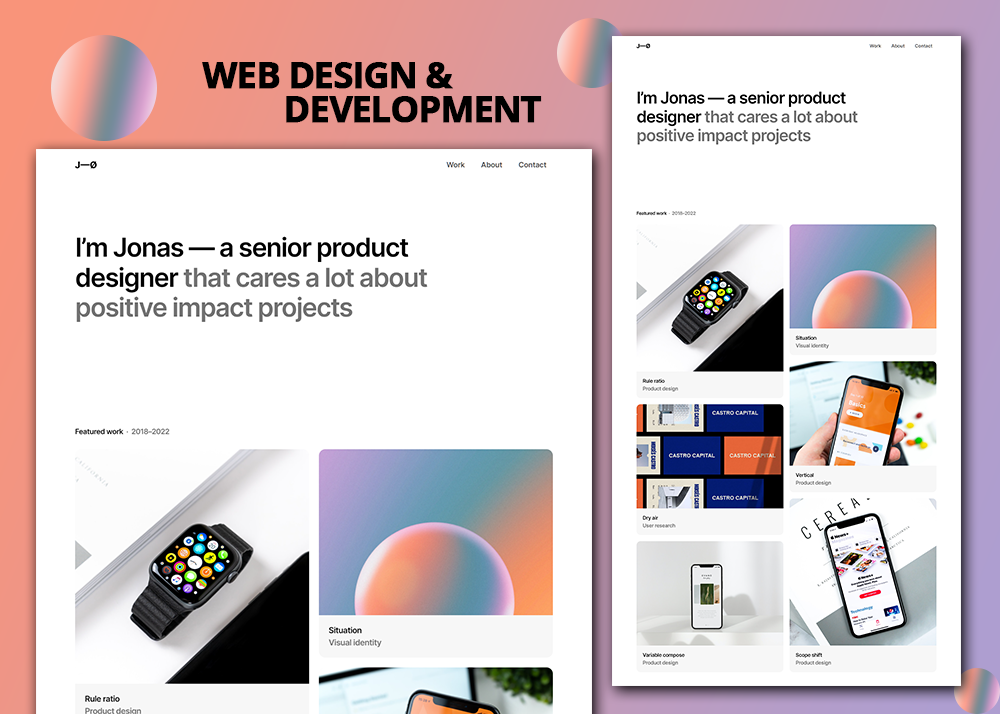 WEB DESIGN &
DEVELOPMENT
J—Ø
Work About Contact
I'm Jonas — a senior product
designer that cares a lot about
positive impact projects
Featured work · 2018–2022
Situation
Visual identity
Rule ratio
Product design
J—Ø
Work About Contact
I'm Jonas — a senior product
designer that cares a lot about
positive impact projects
Featured work · 2018–2022
Rule ratio
Product design
Situation
Visual identity
CASTRO CAPITAL
CASTRO CAPITAL
CASTRO CAPITAL
CASTRO CAPITAL
Dry air
User research
Basics
Vertical
Product design
Variable compose
Product design
CEREA
News+
News+
Scope shift
Product design